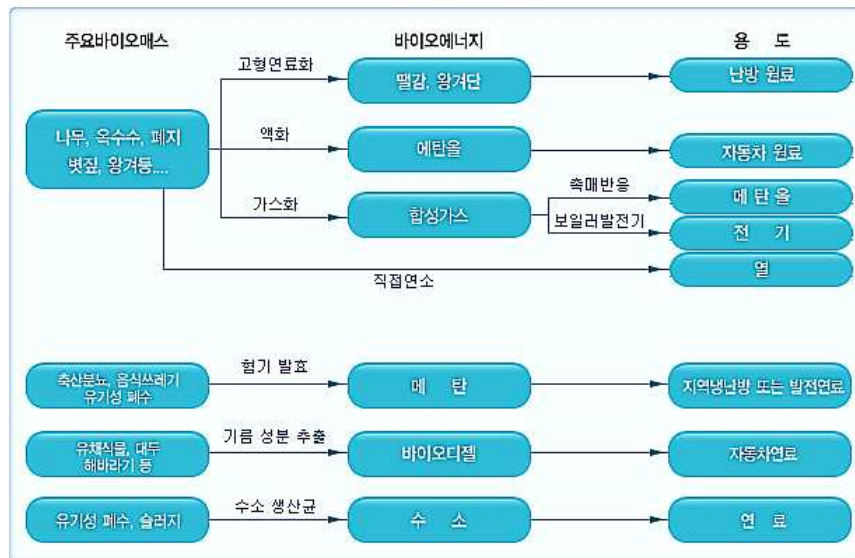 주요바이오매스 바이오에너지 용 도
고형연료화
땔감, 왕겨단
난방 원료
나무, 옥수수, 폐지
볏짚, 왕겨등....
액화
에탄올
자동차 원료
가스화
합성가스
촉매반응
메 탄 올
보일러발전기
전 기
직접연소
열
축산분뇨, 음식쓰레기
유기성 폐수
혐기 발효
메 탄
지역냉난방 또는 발전연료
유채식물, 대두
해바라기 등
기름 성분 추출
바이오디젤
자동차연료
유기성 폐수, 슬러지
수소 생산균
수 소
연 료